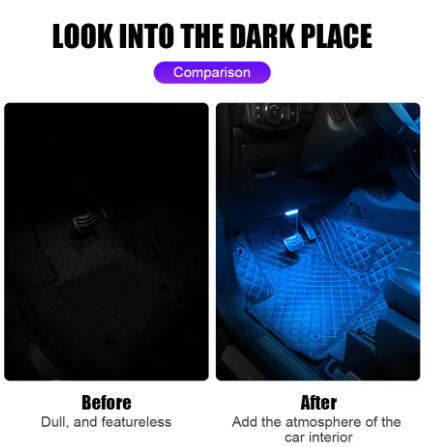 LOOK INTO THE DARK PLACE
Comparison
Before
Dull, and featureless
After
Add the atmosphere of the
car interior